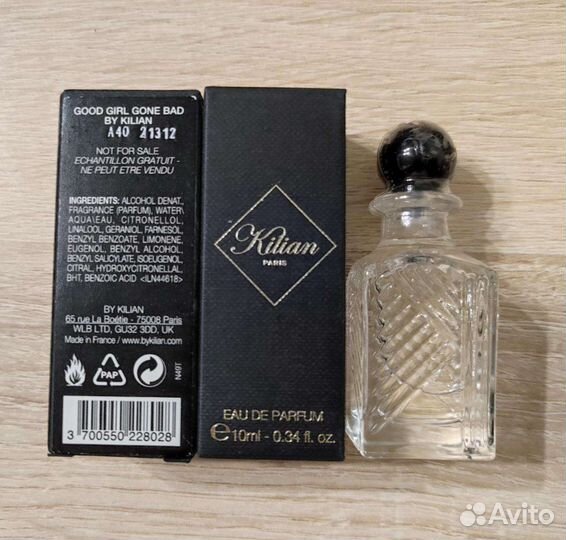 GOOD GIRL GONE BAD
BY KILIAN
A40 21312
NOT FOR SALE
ECHANTILLON GRATUIT -
NE PEUT ETRE VENDU
INGREDIENTS: ALCOHOL DENAT.,
FRAGRANCE (PARFUM), WATER\
AQUA\EAU, CITRONELLOL,
LINALOOL, GERANIOL, FARNESOL,
BENZYL BENZOATE, LIMONENE,
EUGENOL, BENZYL ALCOHOL,
BENZYL SALICYLATE, ISOEUGENOL,
CITRAL, HYDROXYCITRONELLAL,
BHT, BENZOIC ACID <ILN44618>
BY KILIAN
65 rue La Boétie - 75008 Paris
WLB LTD, GU32 3DD, UK
Made in France / www.bykilian.com
PAP
N49T
3 700550 228028
Kilian
PARIS
EAU DE PARFUM
℮10ml - 0.34 fl. oz.
Avito